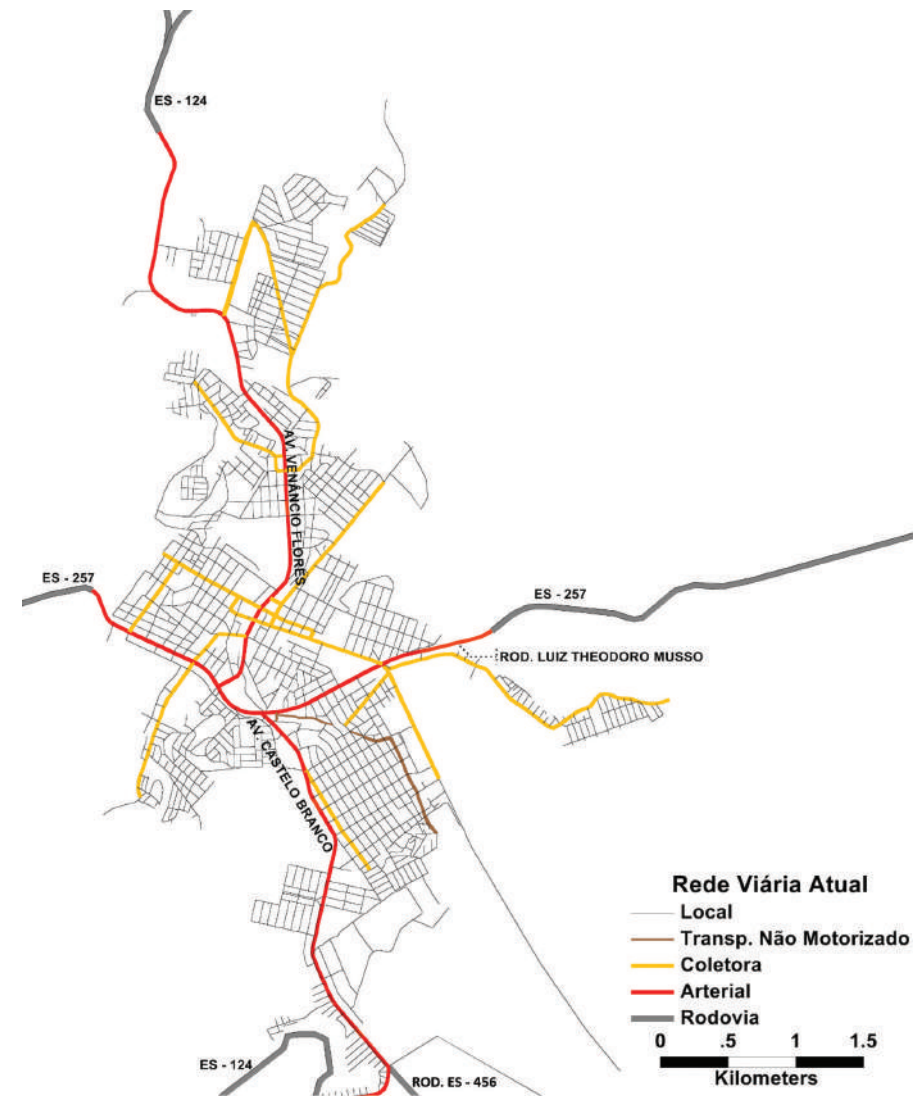 ES - 124
AV. VENÂNCIO FLORES
ES - 257
ES - 257
ROD. LUIZ THEODORO MUSSO
AV. CASTELO BRANCO
Rede Viária Atual
Local
Transp. Não Motorizado
Coletora
Arterial
Rodovia
0 .5 1 1.5
Kilometers
ES - 124
ROD. ES - 456